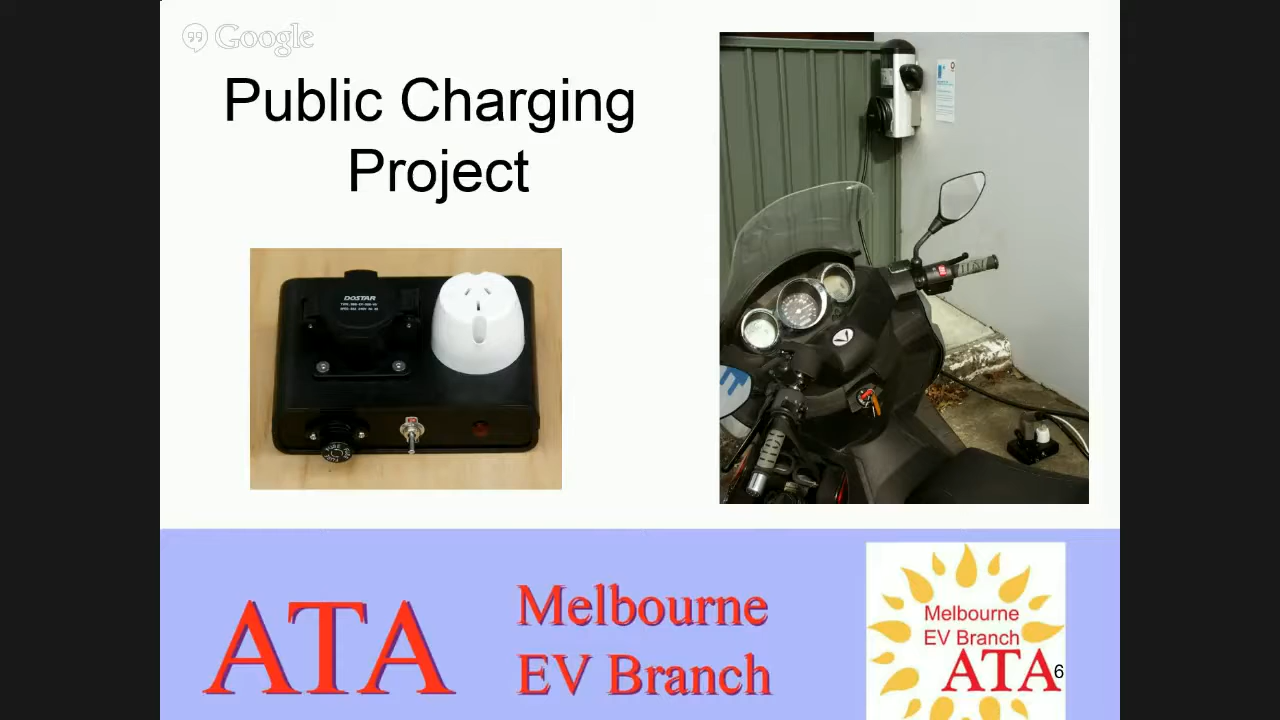 Google
Public Charging
Project
DOSTAR
ATA
Melbourne
EV Branch
Melbourne
EV Branch
ATA
6